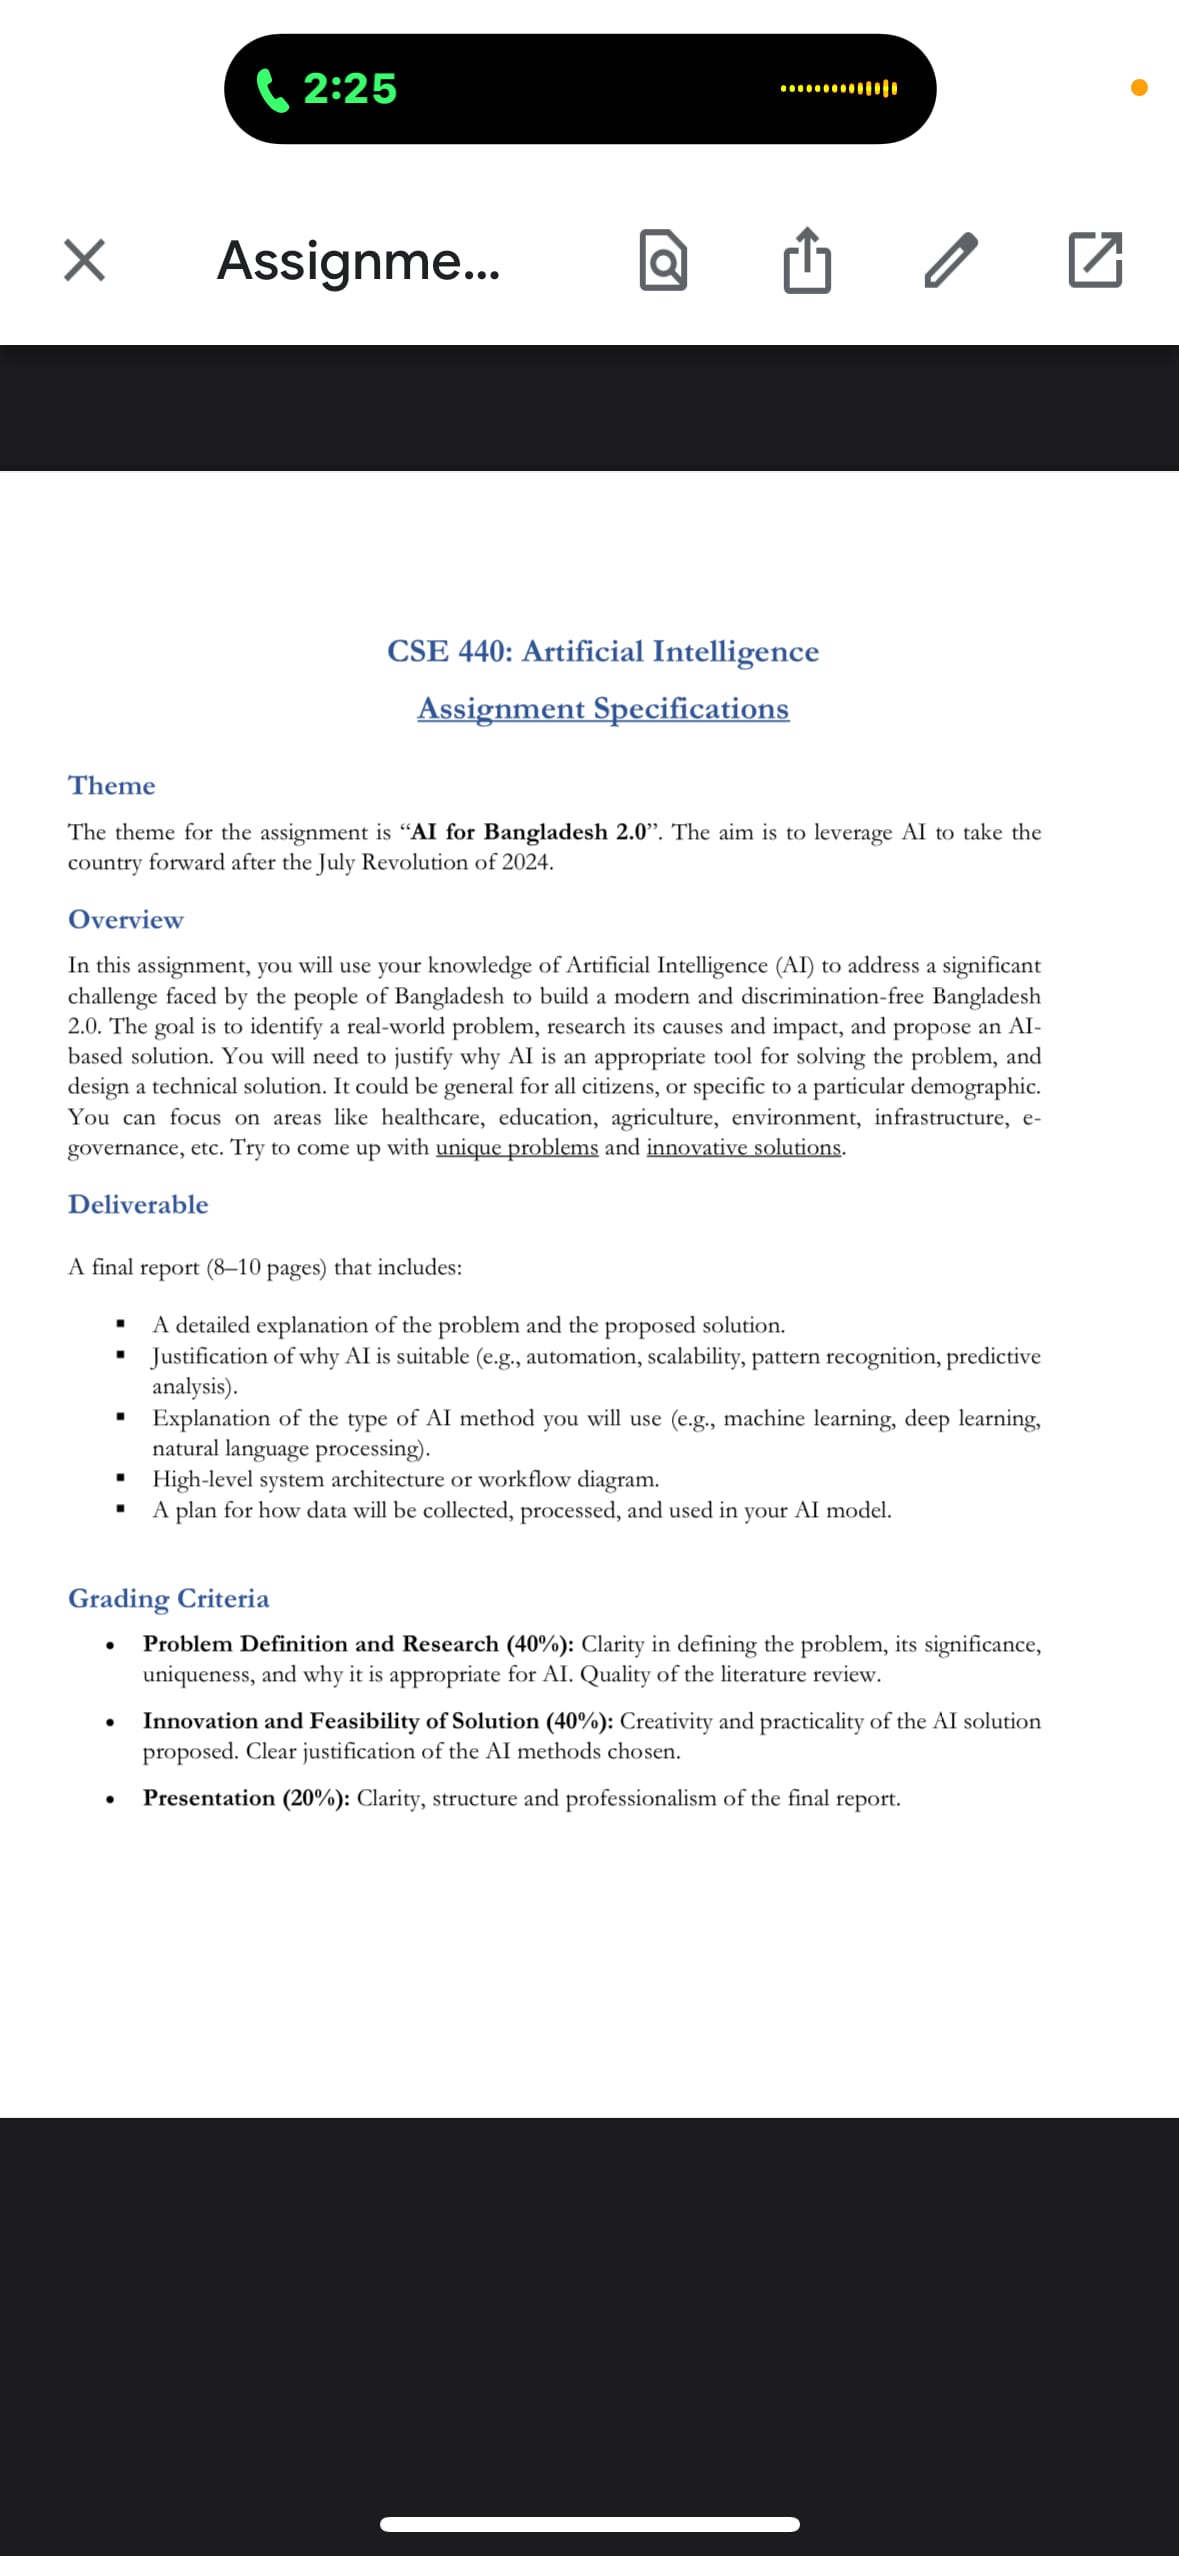 2:25
Assignme...
CSE 440: Artificial Intelligence
Assignment Specifications
Theme
The theme for the assignment is “AI for Bangladesh 2.0”. The aim is to leverage AI to take the
country forward after the July Revolution of 2024.
Overview
In this assignment, you will use your knowledge of Artificial Intelligence (AI) to address a significant
challenge faced by the people of Bangladesh to build a modern and discrimination-free Bangladesh
2.0. The goal is to identify a real-world problem, research its causes and impact, and propose an AI-
based solution. You will need to justify why AI is an appropriate tool for solving the problem, and
design a technical solution. It could be general for all citizens, or specific to a particular demographic.
You can focus on areas like healthcare, education, agriculture, environment, infrastructure, e-
governance, etc. Try to come up with unique problems and innovative solutions.
Deliverable
A final report (8–10 pages) that includes:
▪ A detailed explanation of the problem and the proposed solution.
▪ Justification of why AI is suitable (e.g., automation, scalability, pattern recognition, predictive
analysis).
▪ Explanation of the type of AI method you will use (e.g., machine learning, deep learning,
natural language processing).
▪ High-level system architecture or workflow diagram.
▪ A plan for how data will be collected, processed, and used in your AI model.
Grading Criteria
• Problem Definition and Research (40%): Clarity in defining the problem, its significance,
uniqueness, and why it is appropriate for AI. Quality of the literature review.
• Innovation and Feasibility of Solution (40%): Creativity and practicality of the AI solution
proposed. Clear justification of the AI methods chosen.
• Presentation (20%): Clarity, structure and professionalism of the final report.